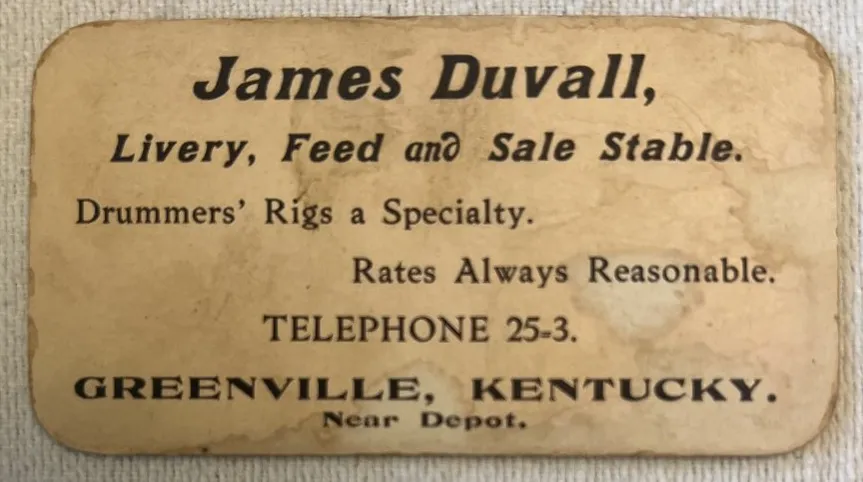 James Duvall,
Livery, Feed and Sale Stable.
Drummers' Rigs a Specialty.
Rates Always Reasonable.
TELEPHONE 25-3.
GREENVILLE, KENTUCKY.
Near Depot.